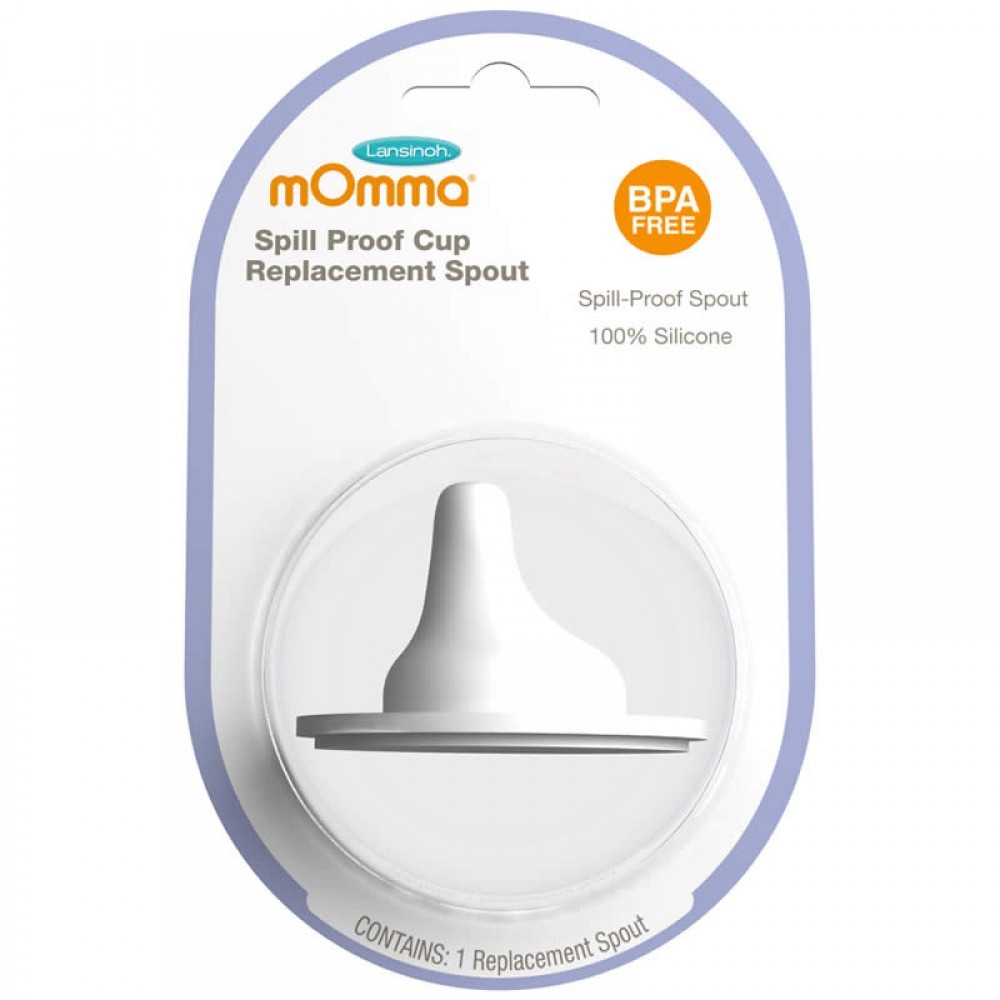 Lansinoh.
mOmma®
Spill Proof Cup
Replacement Spout
BPA
FREE
Spill-Proof Spout
100% Silicone
CONTAINS: 1 Replacement Spout